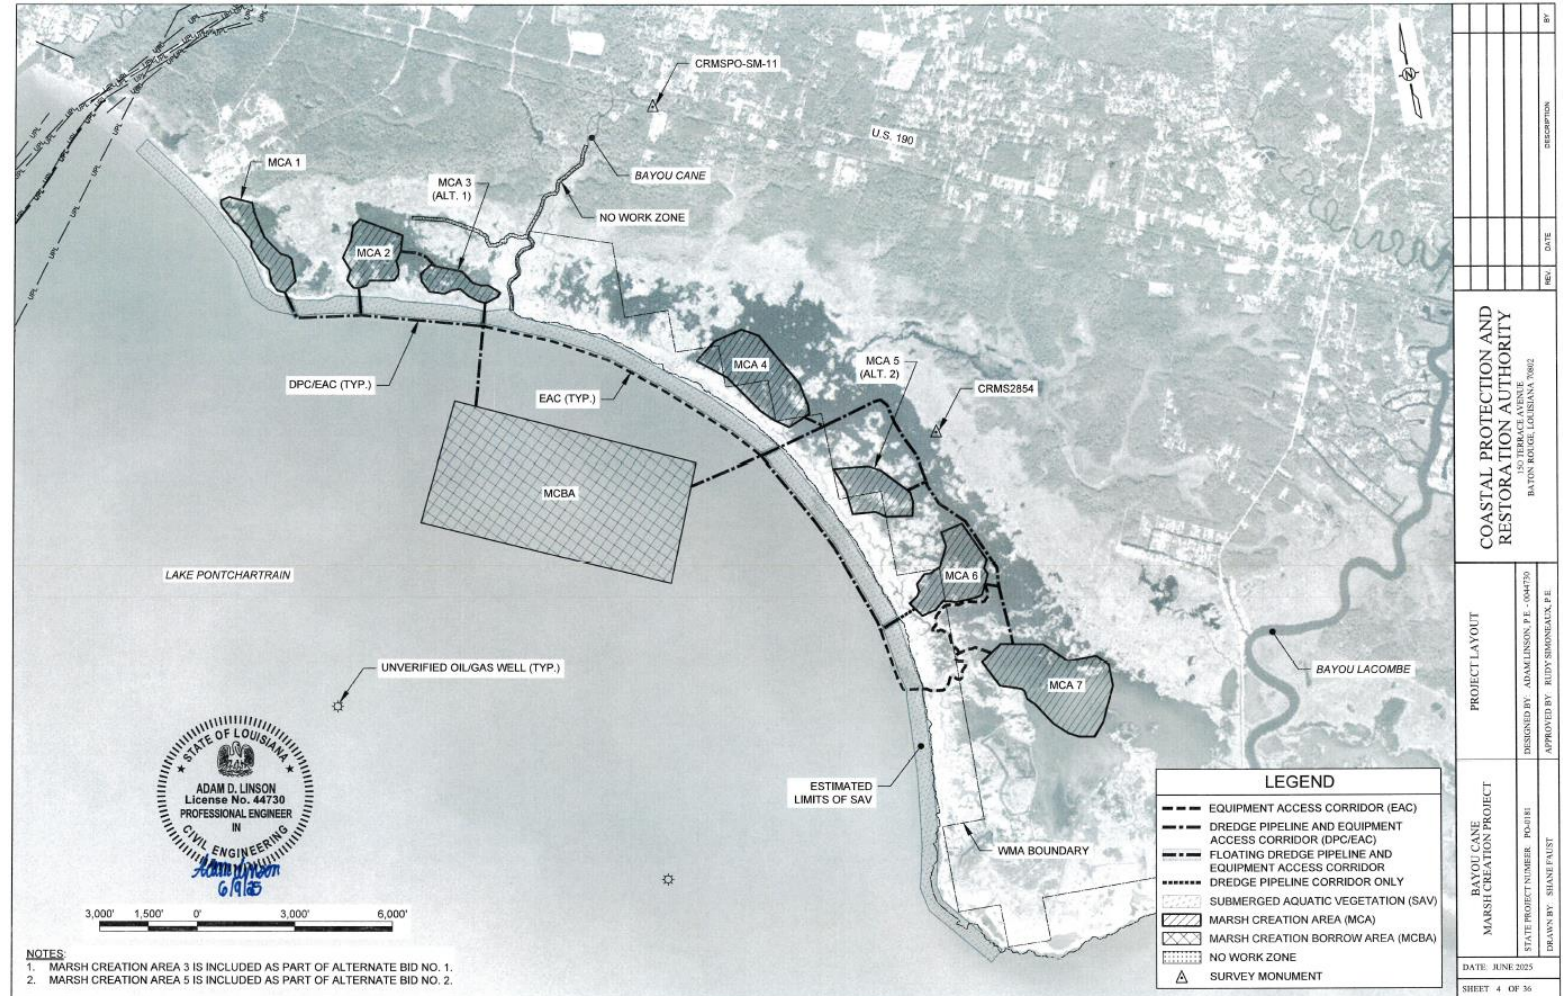 CRMSPO-SM-11
U.S. 190
MCA 1
MCA 3
(ALT. 1)
BAYOU CANE
NO WORK ZONE
MCA 2
MCA 4
MCA 5
(ALT. 2)
CRMS2854
DPC/EAC (TYP.)
EAC (TYP.)
MCBA
LAKE PONTCHARTRAIN
MCA 6
MCA 7
BAYOU LACOMBE
UNVERIFIED OIL/GAS WELL (TYP.)
ESTIMATED
LIMITS OF SAV
WMA BOUNDARY
UPL
UPL
UPL
UPL
UPL
UPL
UPL
N
STATE OF LOUISIANA
ADAM D. LINSON
License No. 44730
PROFESSIONAL ENGINEER
IN
CIVIL ENGINEERING
Adam Linson
6/9/25
3,000' 1,500' 0' 3,000' 6,000'
NOTES:
1. MARSH CREATION AREA 3 IS INCLUDED AS PART OF ALTERNATE BID NO. 1.
2. MARSH CREATION AREA 5 IS INCLUDED AS PART OF ALTERNATE BID NO. 2.
LEGEND
EQUIPMENT ACCESS CORRIDOR (EAC)
DREDGE PIPELINE AND EQUIPMENT
ACCESS CORRIDOR (DPC/EAC)
FLOATING DREDGE PIPELINE AND
EQUIPMENT ACCESS CORRIDOR
DREDGE PIPELINE CORRIDOR ONLY
SUBMERGED AQUATIC VEGETATION (SAV)
MARSH CREATION AREA (MCA)
MARSH CREATION BORROW AREA (MCBA)
NO WORK ZONE
SURVEY MONUMENT
REV. DATE DESCRIPTION BY
COASTAL PROTECTION AND
RESTORATION AUTHORITY
150 TERRACE AVENUE
BATON ROUGE, LOUISIANA 70802
PROJECT LAYOUT
DESIGNED BY: ADAM LINSON, P.E. - 0044730
APPROVED BY: RUDY SIMONEAUX, P.E.
BAYOU CANE
MARSH CREATION PROJECT
STATE PROJECT NUMBER: PO-0181
DRAWN BY: SHANE FAUST
DATE: JUNE 2025
SHEET 4 OF 36